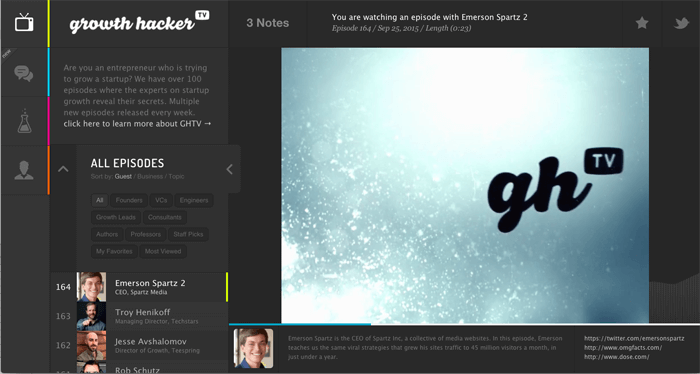 growth hacker TV
3 Notes
You are watching an episode with Emerson Spartz 2
Episode 164 / Sep 25, 2015 / Length (0:23)
Are you an entrepreneur who is trying
to grow a startup? We have over 100
episodes where the experts on startup
growth reveal their secrets. Multiple
new episodes released every week.
click here to learn more about GHTV →
ALL EPISODES
Sort by: Guest / Business / Topic
All Founders VCs Engineers
Growth Leads Consultants
Authors Professors Staff Picks
My Favorites Most Viewed
164 Emerson Spartz 2
CEO, Spartz Media
163 Troy Henikoff
Managing Director, Techstars
162 Jesse Avshalomov
Director of Growth, Teespring
Rob Schutz
gh TV
Emerson Spartz is the CEO of Spartz Inc, a collective of media websites. In this episode, Emerson
teaches us the same viral strategies that grew his sites traffic to 45 million visitors a month, in
just under a year.
https://twitter.com/emersonspartz
http://www.omgfacts.com/
http://www.dose.com/